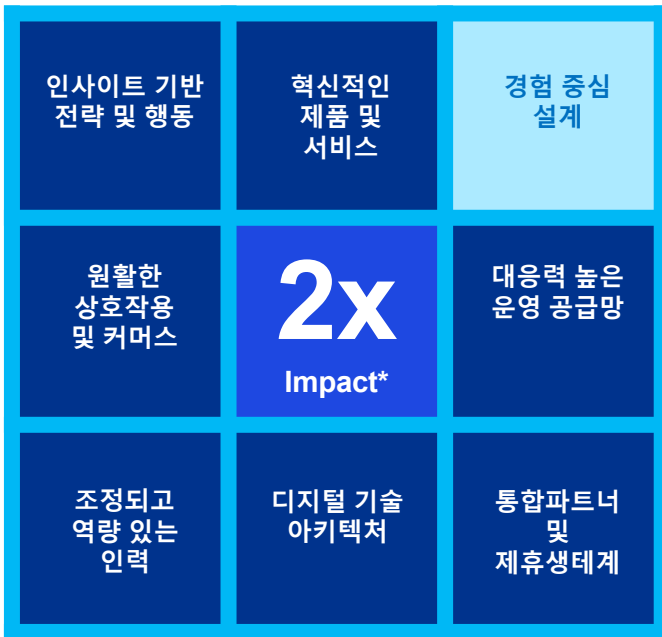 인사이트 기반
전략 및 행동
혁신적인
제품 및
서비스
경험 중심
설계
원활한
상호작용
및 커머스
2x
Impact*
대응력 높은
운영 공급망
조정되고
역량 있는
인력
디지털 기술
아키텍처
통합파트너
및
제휴생태계